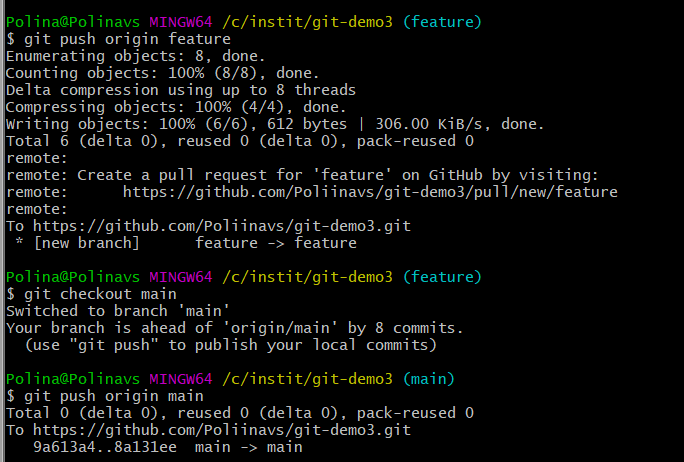 Polina@Polinavs MINGW64 /c/instit/git-demo3 (feature)
$ git push origin feature
Enumerating objects: 8, done.
Counting objects: 100% (8/8), done.
Delta compression using up to 8 threads
Compressing objects: 100% (4/4), done.
Writing objects: 100% (6/6), 612 bytes | 306.00 KiB/s, done.
Total 6 (delta 0), reused 0 (delta 0), pack-reused 0
remote:
remote: Create a pull request for 'feature' on GitHub by visiting:
remote:      https://github.com/Poliinavs/git-demo3/pull/new/feature
remote:
To https://github.com/Poliinavs/git-demo3.git
 * [new branch]      feature -> feature
Polina@Polinavs MINGW64 /c/instit/git-demo3 (feature)
$ git checkout main
Switched to branch 'main'
Your branch is ahead of 'origin/main' by 8 commits.
  (use "git push" to publish your local commits)
Polina@Polinavs MINGW64 /c/instit/git-demo3 (main)
$ git push origin main
Total 0 (delta 0), reused 0 (delta 0), pack-reused 0
To https://github.com/Poliinavs/git-demo3.git
   9a613a4..8a131ee  main -> main